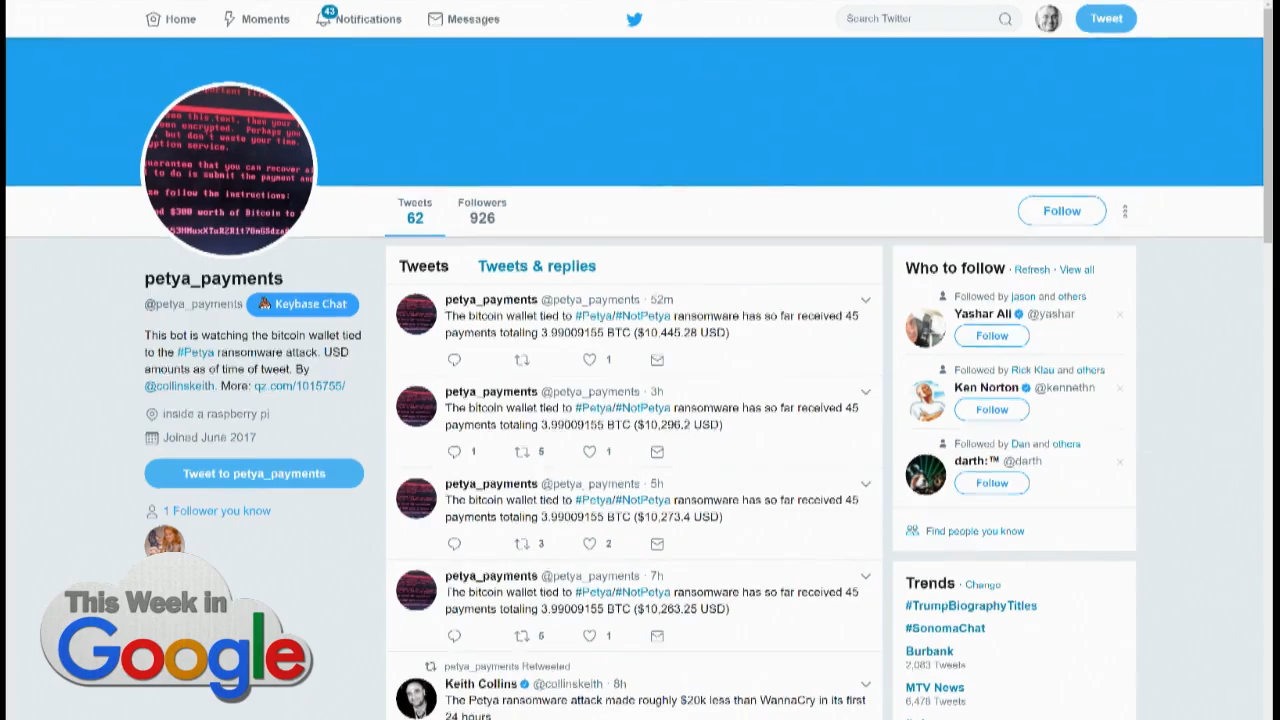 Home
Moments
43
Notifications
Messages
Search Twitter
Tweet
Tweets
62
Followers
926
Follow
petya_payments
@petya_payments
Keybase Chat
This bot is watching the bitcoin wallet tied
to the #Petya ransomware attack. USD
amounts as of time of tweet. By
@collinskeith. More: qz.com/1015755/
inside a raspberry pi
Joined June 2017
Tweet to petya_payments
1 Follower you know
This Week in
Google
Tweets
Tweets & replies
petya_payments @petya_payments · 52m
The bitcoin wallet tied to #Petya/#NotPetya ransomware has so far received 45
payments totaling 3.99009155 BTC ($10,445.28 USD)
1
petya_payments @petya_payments · 3h
The bitcoin wallet tied to #Petya/#NotPetya ransomware has so far received 45
payments totaling 3.99009155 BTC ($10,296.2 USD)
1 5 1
petya_payments @petya_payments · 5h
The bitcoin wallet tied to #Petya/#NotPetya ransomware has so far received 45
payments totaling 3.99009155 BTC ($10,273.4 USD)
3 2
petya_payments @petya_payments · 7h
The bitcoin wallet tied to #Petya/#NotPetya ransomware has so far received 45
payments totaling 3.99009155 BTC ($10,263.25 USD)
6 1
petya_payments Retweeted
Keith Collins @collinskeith · 8h
The Petya ransomware attack made roughly $20k less than WannaCry in its first
24 hours
Who to follow · Refresh · View all
Followed by jason and others
Yashar Ali @yashar
Follow
Followed by Rick Klau and others
Ken Norton @kennethn
Follow
Followed by Dan and others
darth:™ @darth
Follow
Find people you know
Trends · Change
#TrumpBiographyTitles
#SonomaChat
Burbank
2,083 Tweets
MTV News
6,478 Tweets